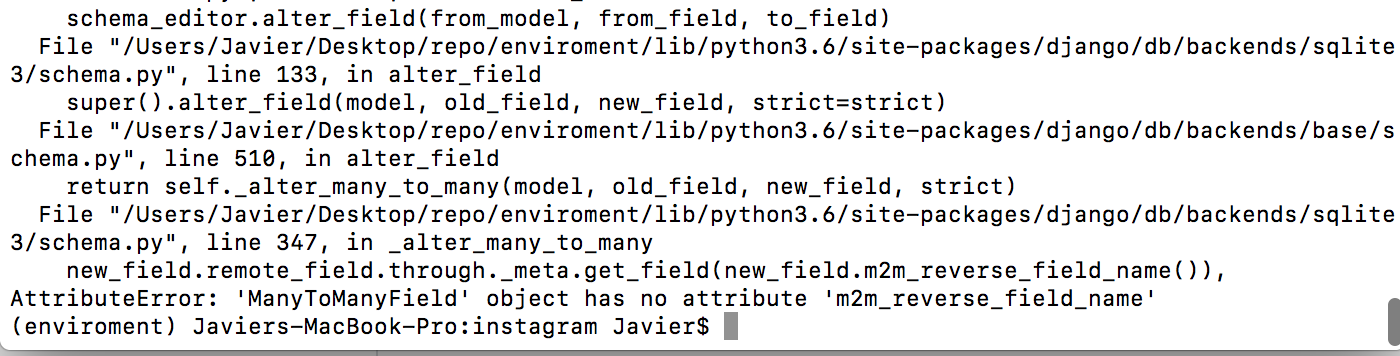 schema_editor.alter_field(from_model, from_field, to_field)
File "/Users/Javier/Desktop/repo/enviroment/lib/python3.6/site-packages/django/db/backends/sqlite
3/schema.py", line 133, in alter_field
super().alter_field(model, old_field, new_field, strict=strict)
File "/Users/Javier/Desktop/repo/enviroment/lib/python3.6/site-packages/django/db/backends/base/s
chema.py", line 510, in alter_field
return self._alter_many_to_many(model, old_field, new_field, strict)
File "/Users/Javier/Desktop/repo/enviroment/lib/python3.6/site-packages/django/db/backends/sqlite
3/schema.py", line 347, in _alter_many_to_many
new_field.remote_field.through._meta.get_field(new_field.m2m_reverse_field_name()),
AttributeError: 'ManyToManyField' object has no attribute 'm2m_reverse_field_name'
(enviroment) Javiers-MacBook-Pro:instagram Javier$